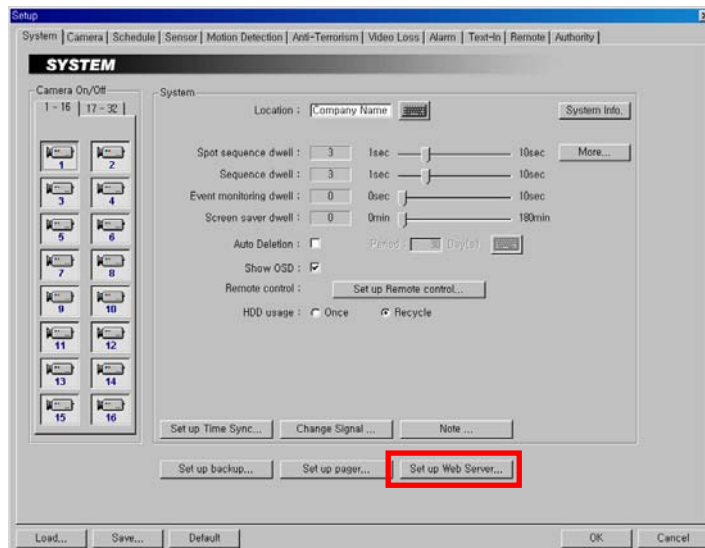 Setup
System Camera Schedule Sensor Motion Detection Anti-Terrorism Video Loss Alarm Text-In Remote Authority
SYSTEM
Camera On/Off
1 - 16 17 - 32
1 2
3 4
5 6
7 8
9 10
11 12
13 14
15 16
System
Location : Company Name System Info.
Spot sequence dwell : 3 1sec 10sec More...
Sequence dwell : 3 1sec 10sec
Event monitoring dwell : 0 0sec 10sec
Screen saver dwell : 0 0min 180min
Auto Deletion : Period : 30 Day(s)
Show OSD :
Remote control : Set up Remote control...
HDD usage : Once Recycle
Set up Time Sync... Change Signal ... Note ...
Set up backup... Set up pager... Set up Web Server...
Load... Save... Default OK Cancel